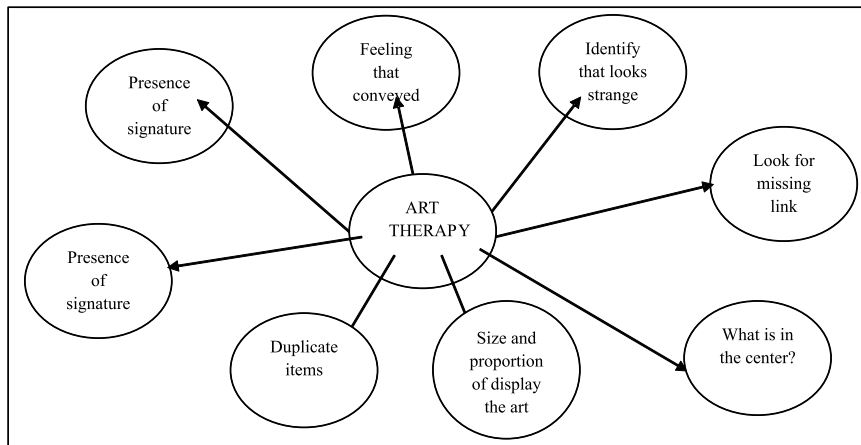 Presence
of
signature
Feeling
that
conveyed
Identify
that looks
strange
Look for
missing
link
ART
THERAPY
Presence
of
signature
Duplicate
items
Size and
proportion
of display
the art
What is in
the center?